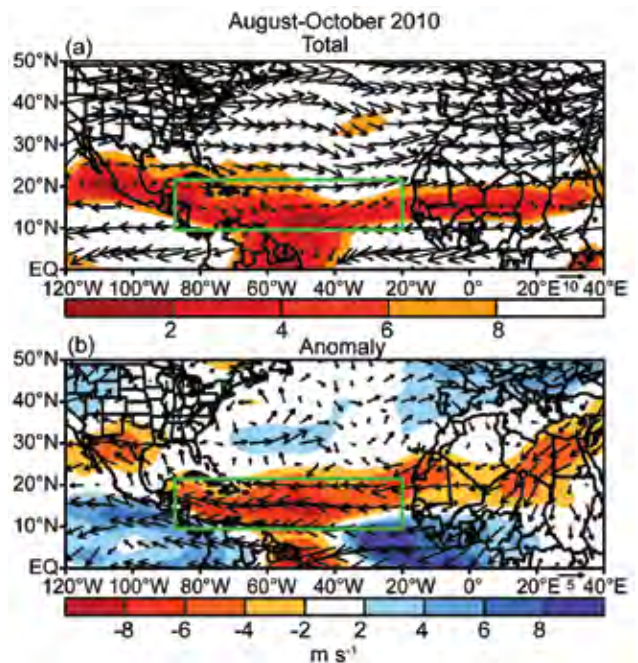 August-October 2010
Total
(a)
50°N
40°N
30°N
20°N
10°N
EQ
120°W 100°W 80°W 60°W 40°W 20°W 0° 20°E 10 40°E
2 4 6 8
(b)
Anomaly
50°N
40°N
30°N
20°N
10°N
EQ
120°W 100°W 80°W 60°W 40°W 20°W 0° 20°E 5 40°E
-8 -6 -4 -2 2 4 6 8
m s⁻¹